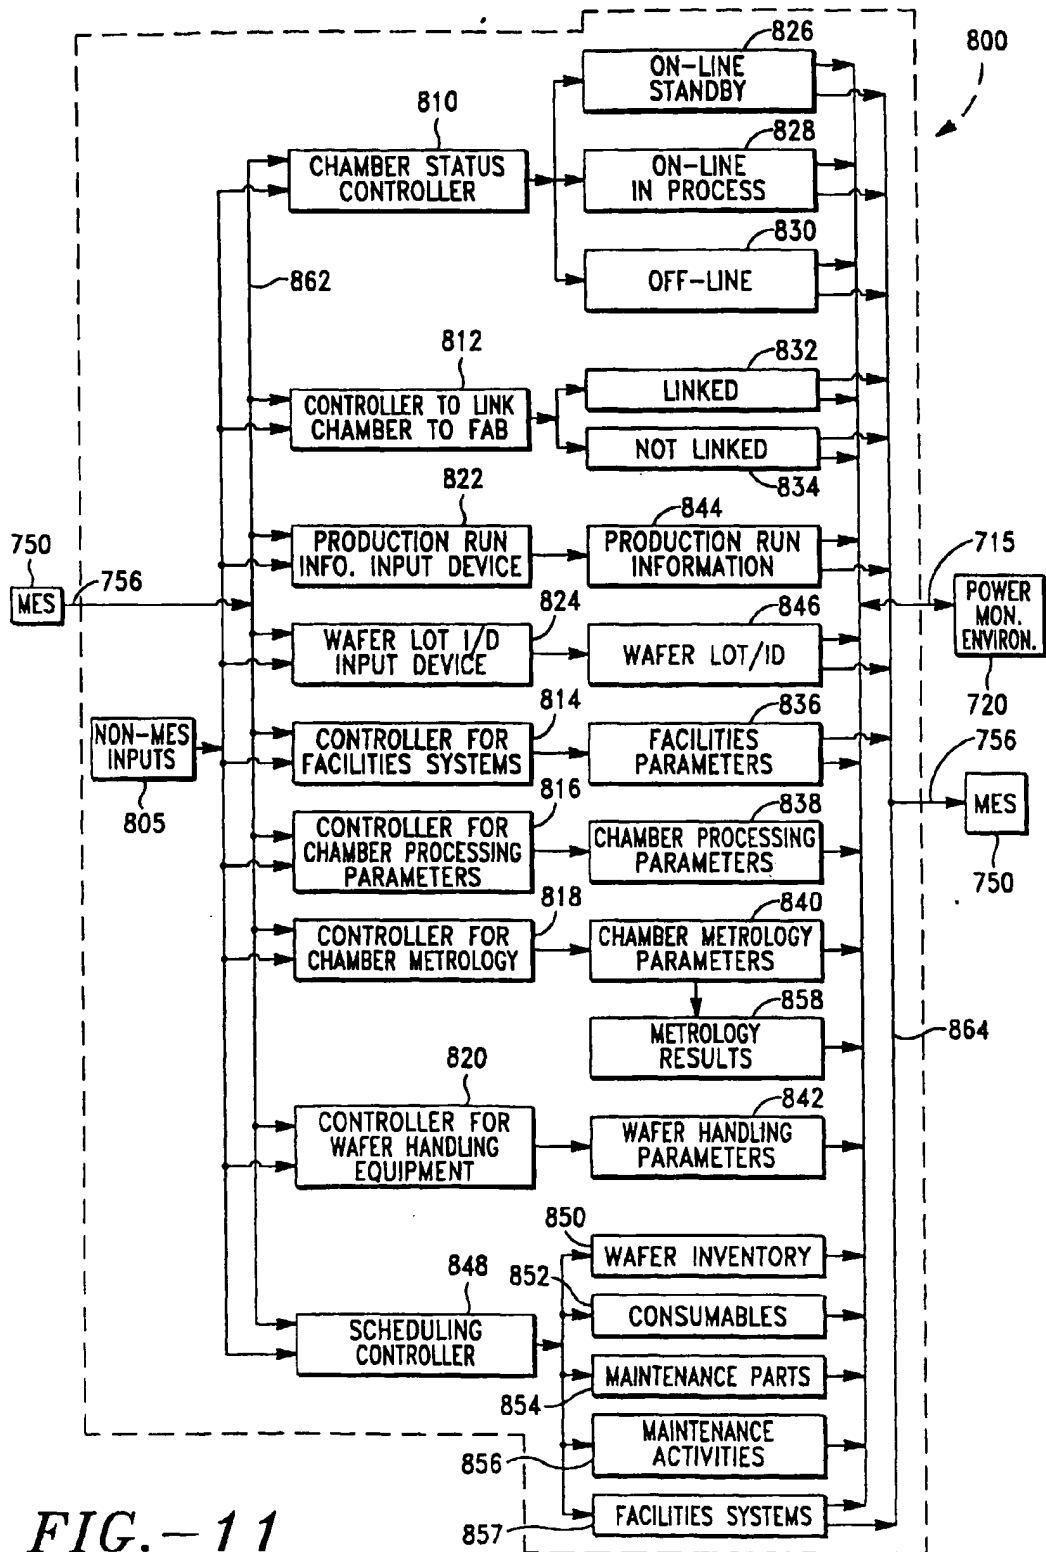 826
800
ON-LINE
STANDBY
810
828
CHAMBER STATUS
CONTROLLER
ON-LINE
IN PROCESS
830
862
OFF-LINE
812
832
CONTROLLER TO LINK
CHAMBER TO FAB
LINKED
NOT LINKED
834
822
844
750
MES
756
PRODUCTION RUN
INFO. INPUT DEVICE
PRODUCTION RUN
INFORMATION
715
POWER
MON.
ENVIRON.
720
824
846
WAFER LOT I/D
INPUT DEVICE
WAFER LOT/ID
814
836
NON-MES
INPUTS
805
CONTROLLER FOR
FACILITIES SYSTEMS
FACILITIES
PARAMETERS
756
MES
750
816
838
CONTROLLER FOR
CHAMBER PROCESSING
PARAMETERS
CHAMBER PROCESSING
PARAMETERS
818
840
CONTROLLER FOR
CHAMBER METROLOGY
CHAMBER METROLOGY
PARAMETERS
858
METROLOGY
RESULTS
864
820
842
CONTROLLER FOR
WAFER HANDLING
EQUIPMENT
WAFER HANDLING
PARAMETERS
850
WAFER INVENTORY
848
852
SCHEDULING
CONTROLLER
CONSUMABLES
MAINTENANCE PARTS
854
MAINTENANCE
ACTIVITIES
856
FACILITIES SYSTEMS
857
FIG.-11